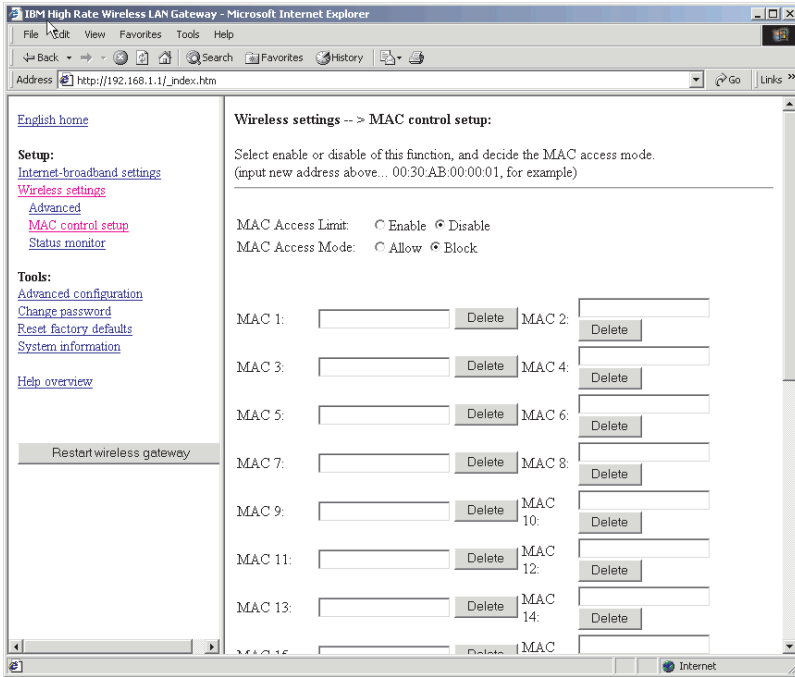 IBM High Rate Wireless LAN Gateway - Microsoft Internet Explorer
File Edit View Favorites Tools Help
Back Search Favorites History
Address http://192.168.1.1/_index.htm Go Links »
English home
Setup:
Internet-broadband settings
Wireless settings
Advanced
MAC control setup
Status monitor
Tools:
Advanced configuration
Change password
Reset factory defaults
System information
Help overview
Restart wireless gateway
Wireless settings -- > MAC control setup:
Select enable or disable of this function, and decide the MAC access mode.
(input new address above... 00:30:AB:00:00:01, for example)
MAC Access Limit: Enable Disable
MAC Access Mode: Allow Block
MAC 1: Delete MAC 2: Delete
MAC 3: Delete MAC 4: Delete
MAC 5: Delete MAC 6: Delete
MAC 7: Delete MAC 8: Delete
MAC 9: Delete MAC 10: Delete
MAC 11: Delete MAC 12: Delete
MAC 13: Delete MAC 14: Delete
MAC 15 Delete MAC
Internet